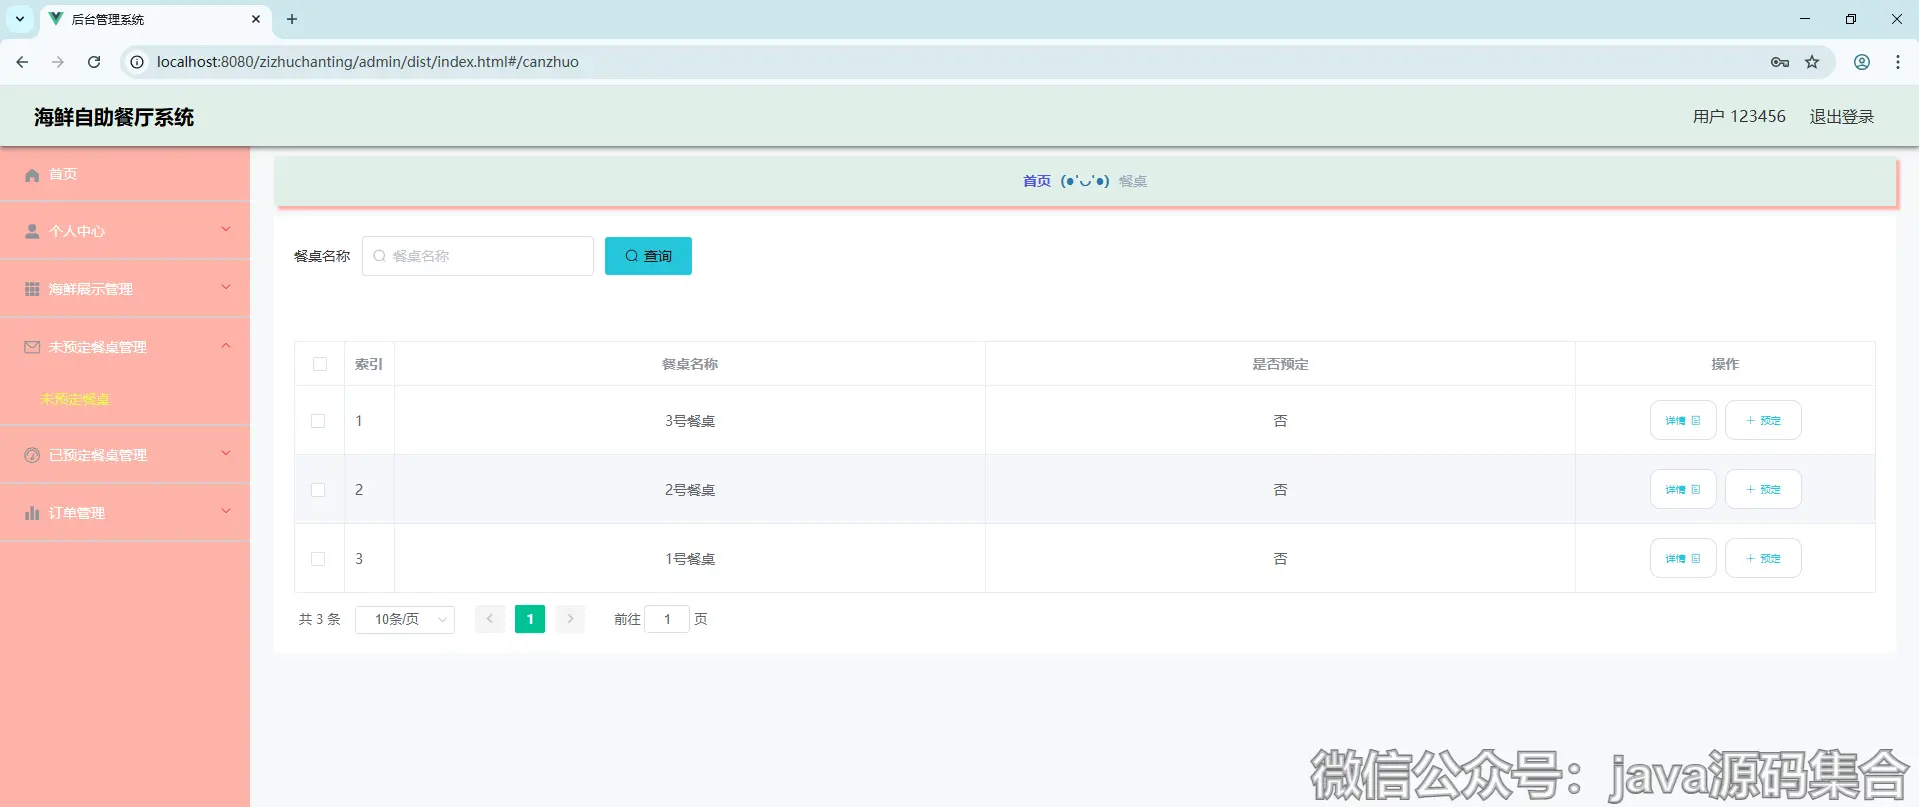 后台管理系统
localhost:8080/zizhuchanting/admin/dist/index.html#/canzhuo
海鲜自助餐厅系统
用户 123456 退出登录
首页
个人中心
海鲜展示管理
未预定餐桌管理
未预定餐桌
已预定餐桌管理
订单管理
首页 (●'◡'●) 餐桌
餐桌名称 餐桌名称 查询
索引 餐桌名称 是否预定 操作
1 3号餐桌 否 详情 预定
2 2号餐桌 否 详情 预定
3 1号餐桌 否 详情 预定
共 3 条 10条/页 1 前往 1 页
微信公众号：java源码集合